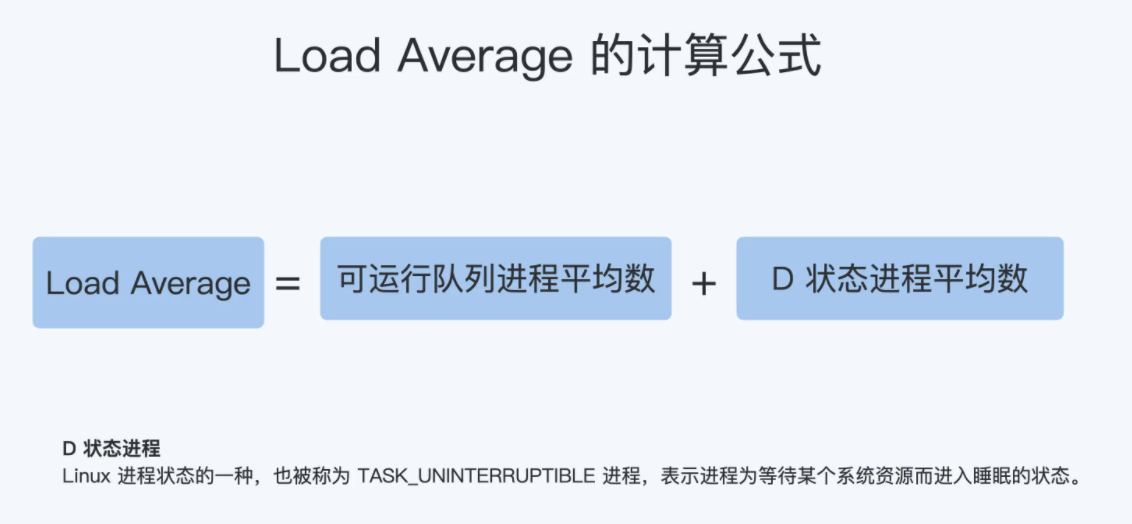 Load Average 的计算公式
Load Average = 可运行队列进程平均数 + D 状态进程平均数
D 状态进程
Linux 进程状态的一种，也被称为 TASK_UNINTERRUPTIBLE 进程，表示进程为等待某个系统资源而进入睡眠的状态。